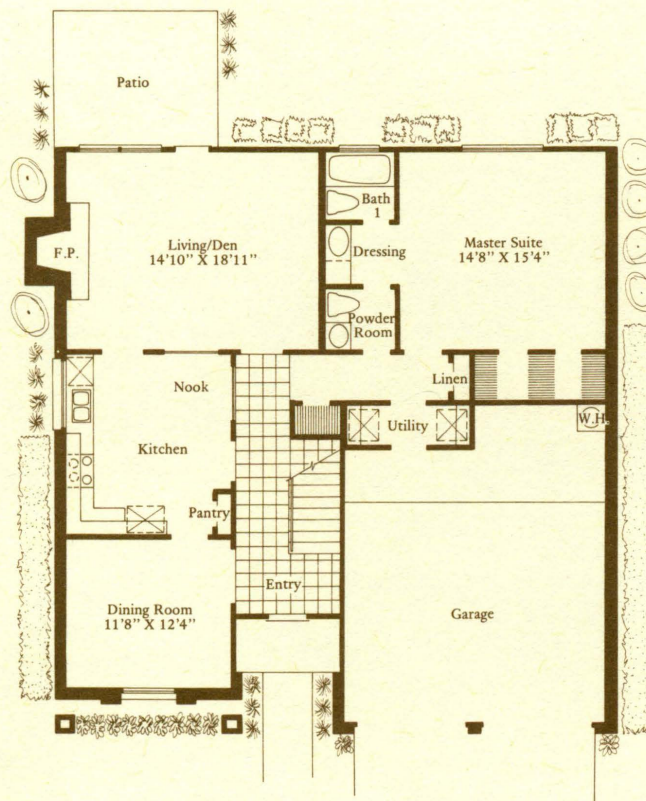 Patio
Living/Den
14'10" X 18'11"
F.P.
Bath
1
Dressing
Master Suite
14'8" X 15'4"
Powder
Room
Nook
Linen
Kitchen
Utility
W.H.
Pantry
Entry
Dining Room
11'8" X 12'4"
Garage